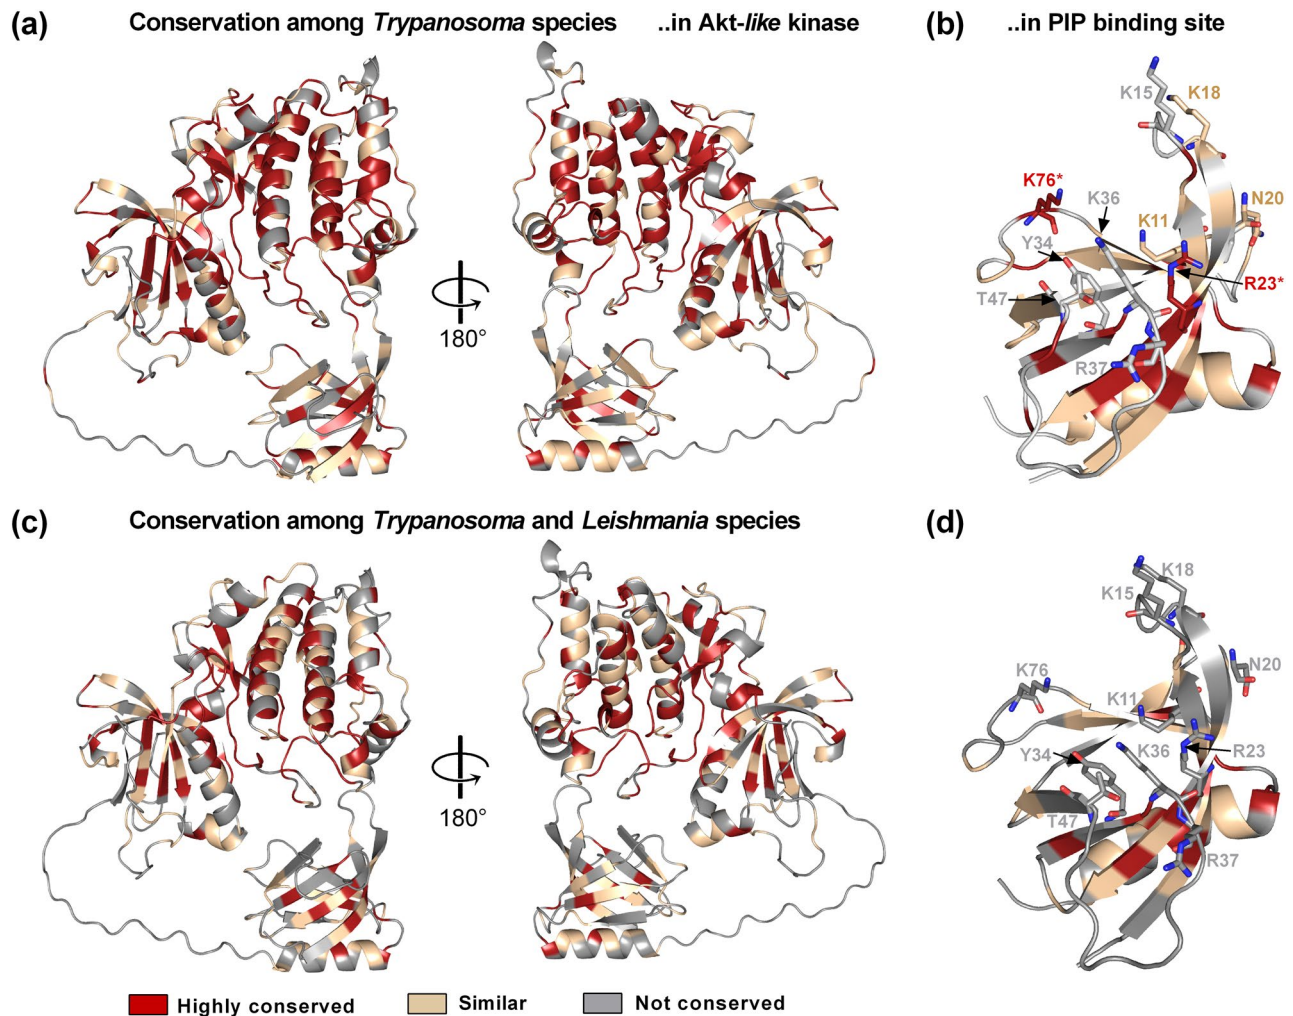 (a) Conservation among Trypanosoma species ..in Akt-like kinase (b) ..in PIP binding site
K15 K18
K76* K36 K11 N20
Y34
T47 R23*
R37
180° 
(c) Conservation among Trypanosoma and Leishmania species (d)
K18
K15
K76 K11 N20
Y34 K36 R23
T47
R37
180°
Highly conserved Similar Not conserved